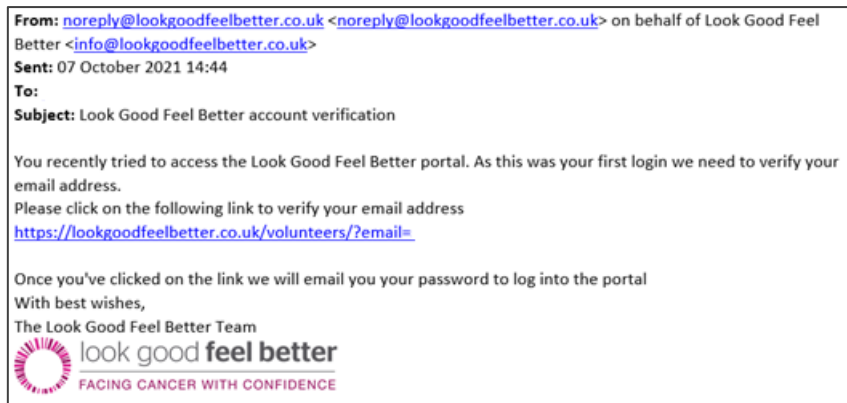 From: noreply@lookgoodfeelbetter.co.uk <noreply@lookgoodfeelbetter.co.uk> on behalf of Look Good Feel
Better <info@lookgoodfeelbetter.co.uk>
Sent: 07 October 2021 14:44
To:
Subject: Look Good Feel Better account verification
You recently tried to access the Look Good Feel Better portal. As this was your first login we need to verify your
email address.
Please click on the following link to verify your email address
https://lookgoodfeelbetter.co.uk/volunteers/?email=
Once you've clicked on the link we will email you your password to log into the portal
With best wishes,
The Look Good Feel Better Team
look good feel better
FACING CANCER WITH CONFIDENCE